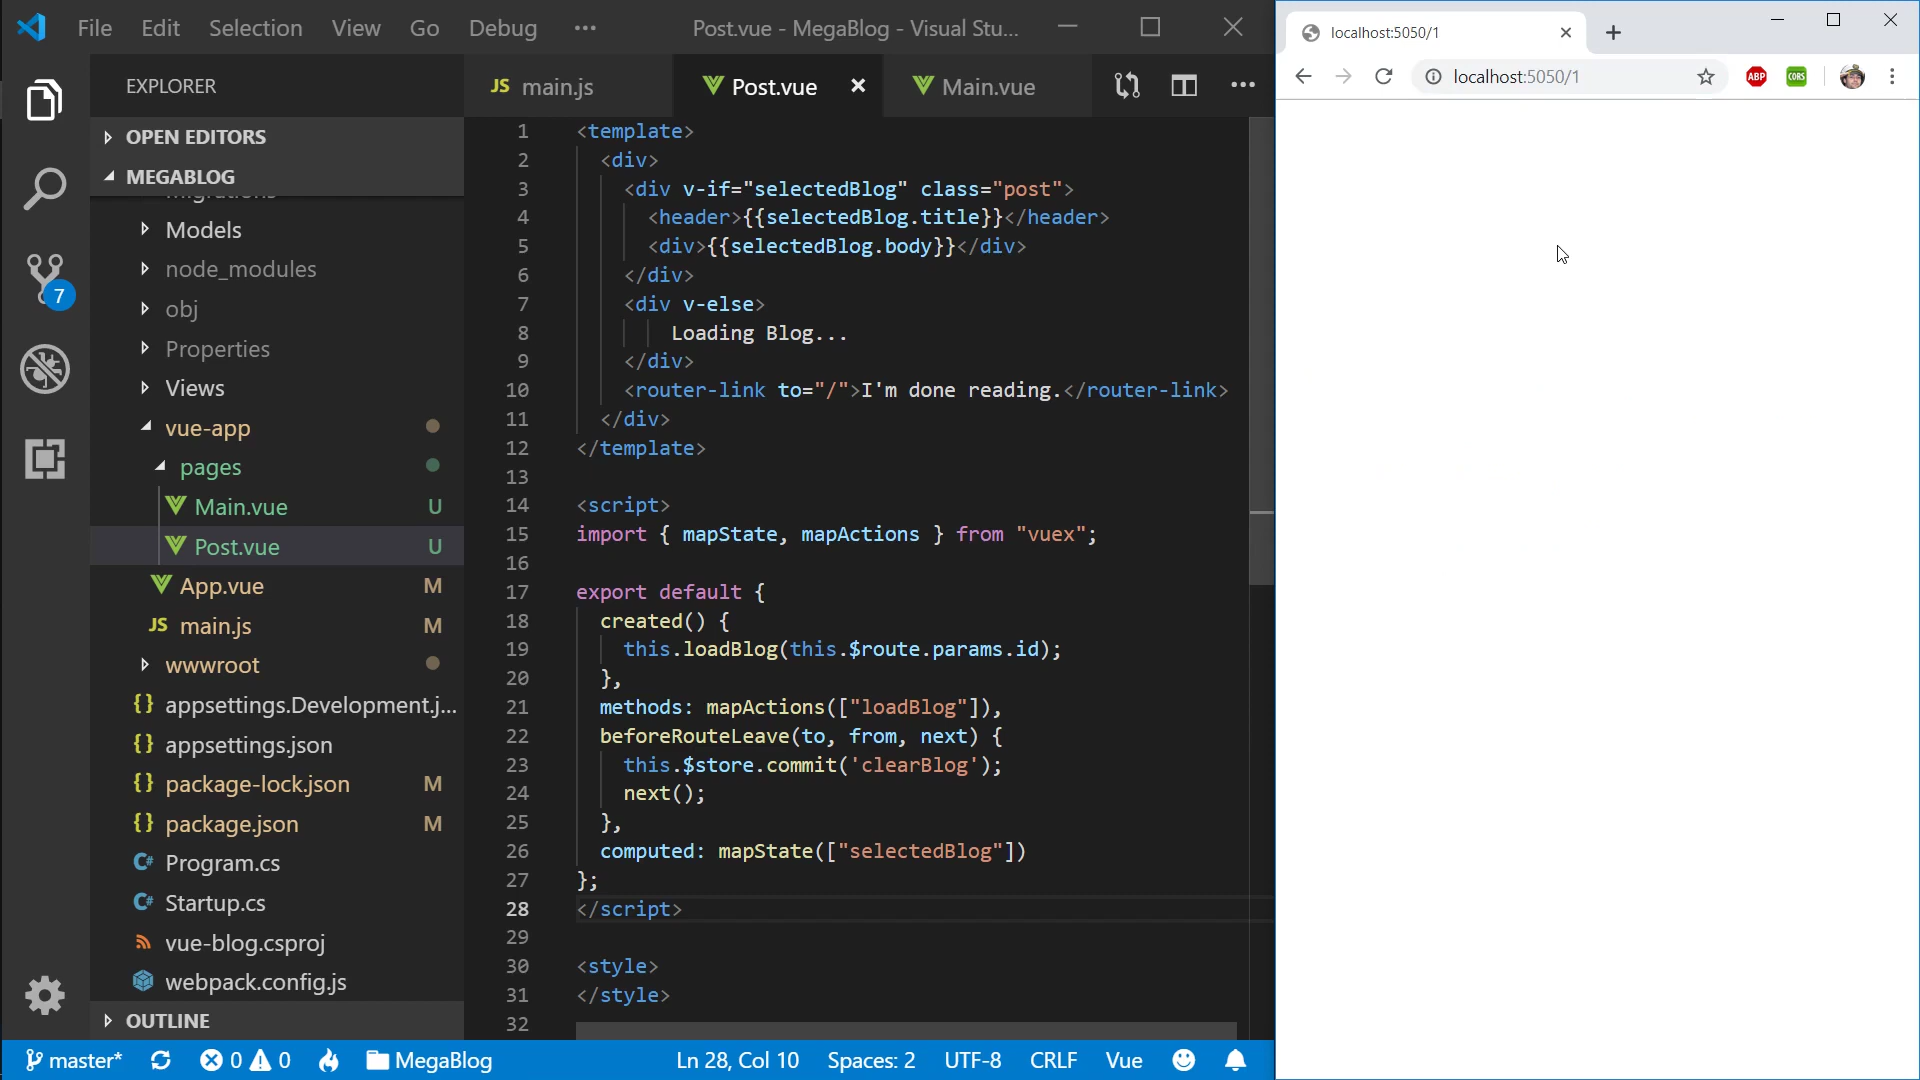 File Edit Selection View Go Debug ··· Post.vue - MegaBlog - Visual Stu...
EXPLORER
OPEN EDITORS
MEGABLOG
Migrations
Models
node_modules
obj
Properties
Views
vue-app
pages
Main.vue U
Post.vue U
App.vue M
JS main.js M
wwwroot
{} appsettings.Development.j...
{} appsettings.json
{} package-lock.json M
{} package.json M
C# Program.cs
C# Startup.cs
vue-blog.csproj
webpack.config.js
OUTLINE
7
JS main.js Post.vue Main.vue
1 <template>
2 <div>
3 <div v-if="selectedBlog" class="post">
4 <header>{{selectedBlog.title}}</header>
5 <div>{{selectedBlog.body}}</div>
6 </div>
7 <div v-else>
8 Loading Blog...
9 </div>
10 <router-link to="/">I'm done reading.</router-link>
11 </div>
12 </template>
13
14 <script>
15 import { mapState, mapActions } from "vuex";
16
17 export default {
18 created() {
19 this.loadBlog(this.$route.params.id);
20 },
21 methods: mapActions(["loadBlog"]),
22 beforeRouteLeave(to, from, next) {
23 this.$store.commit('clearBlog');
24 next();
25 },
26 computed: mapState(["selectedBlog"])
27 };
28 </script>
29
30 <style>
31 </style>
32
master* 0 0 MegaBlog Ln 28, Col 10 Spaces: 2 UTF-8 CRLF Vue
localhost:5050/1
localhost:5050/1 ABP CORS